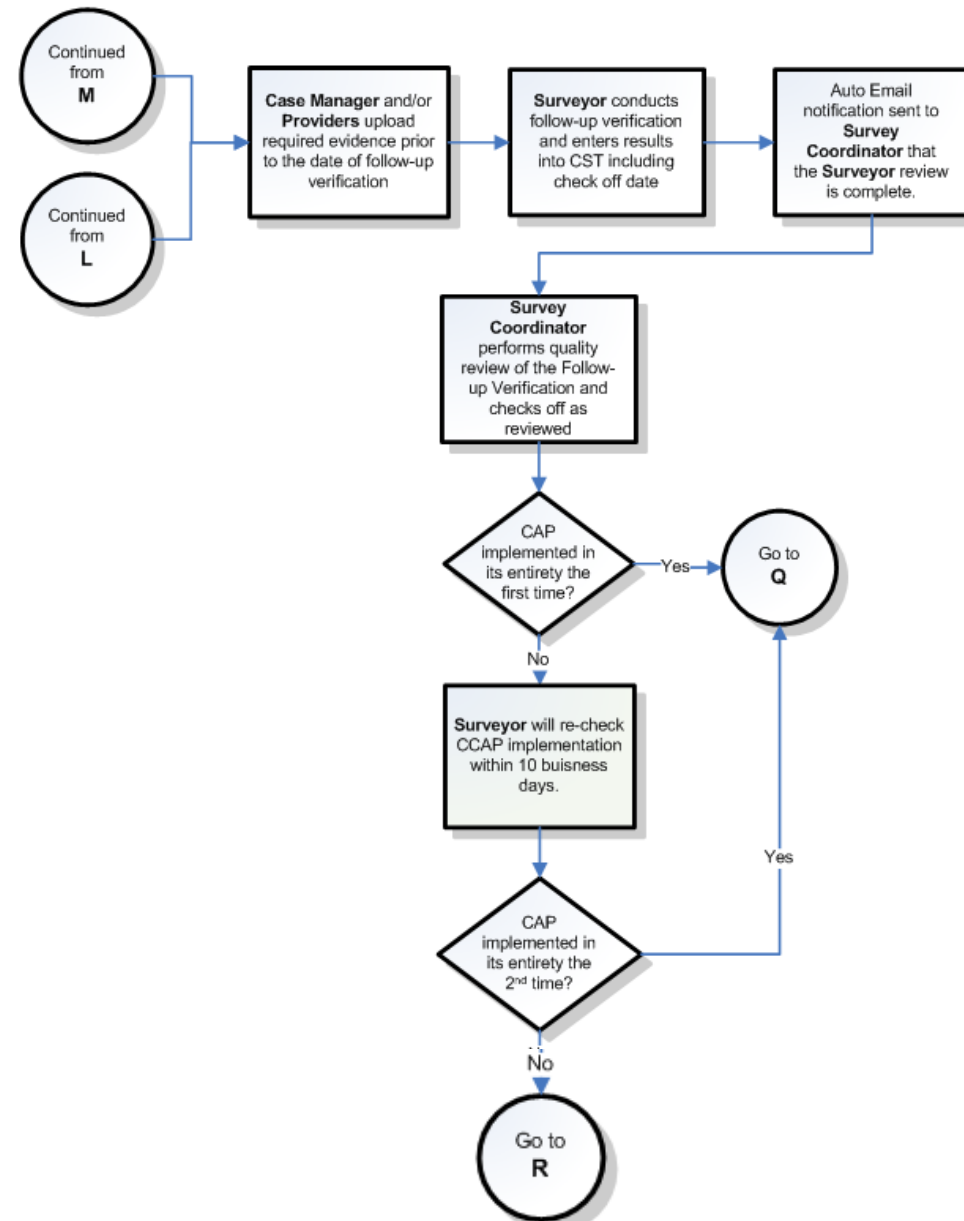 Continued
from
M
Case Manager and/or
Providers upload
required evidence prior
to the date of follow-up
verification
Surveyor conducts
follow-up verification
and enters results
into CST including
check off date
Auto Email
notification sent to
Survey
Coordinator that
the Surveyor review
is complete.
Continued
from
L
Survey
Coordinator
performs quality
review of the Follow-
up Verification and
checks off as
reviewed
CAP
implemented in
its entirety the
first time?
Yes
Go to
Q
No
Surveyor will re-check
CCAP implementation
within 10 buisness
days.
Yes
CAP
implemented in
its entirety the
2nd time?
No
Go to
R